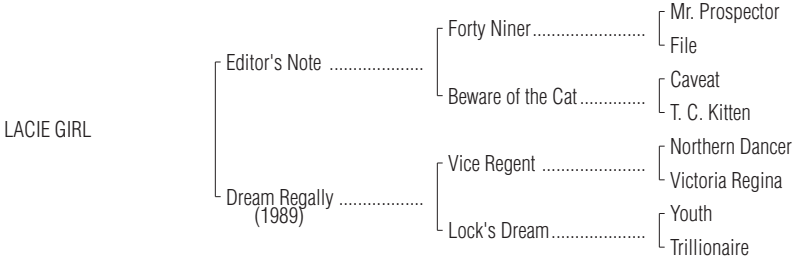 Mr. Prospector
Forty Niner........................
File
Editor's Note ....................
Caveat
Beware of the Cat..............
T. C. Kitten
LACIE GIRL
Northern Dancer
Vice Regent ......................
Victoria Regina
Dream Regally ..................
(1989)
Youth
Lock's Dream....................
Trillionaire